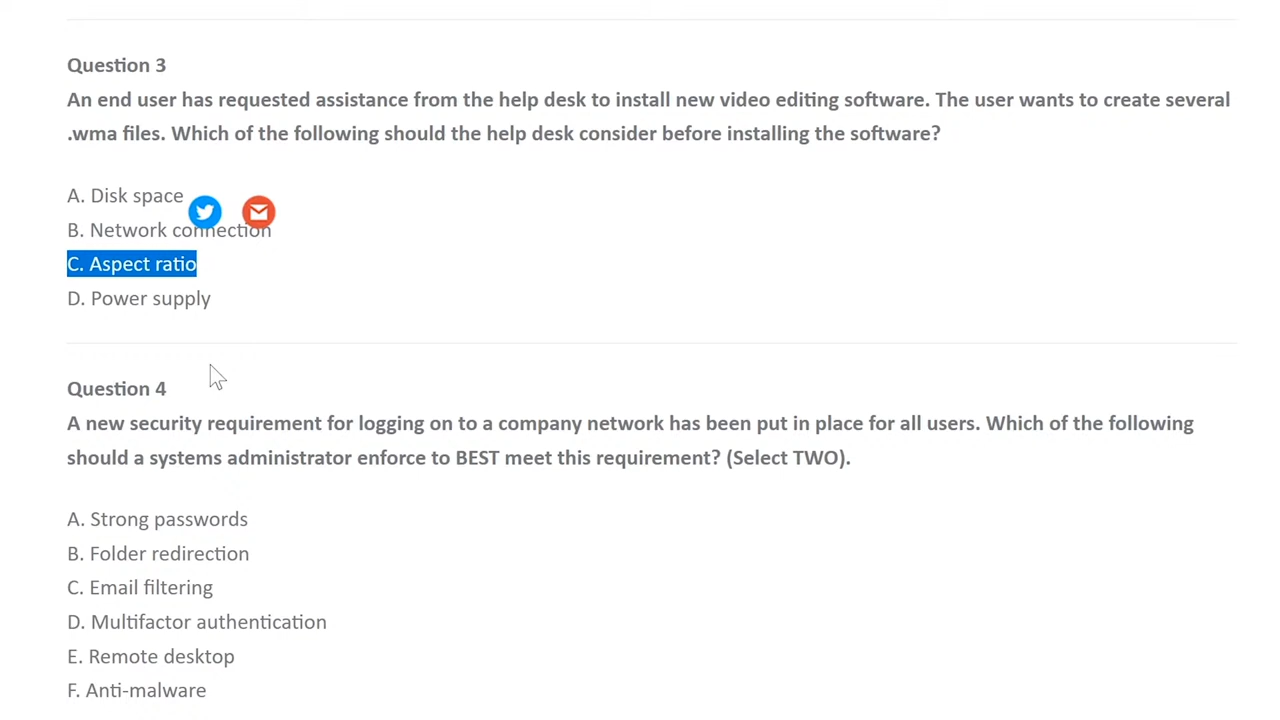 Question 3
An end user has requested assistance from the help desk to install new video editing software. The user wants to create several
.wma files. Which of the following should the help desk consider before installing the software?
A. Disk space
B. Network connection
C. Aspect ratio
D. Power supply
Question 4
A new security requirement for logging on to a company network has been put in place for all users. Which of the following
should a systems administrator enforce to BEST meet this requirement? (Select TWO).
A. Strong passwords
B. Folder redirection
C. Email filtering
D. Multifactor authentication
E. Remote desktop
F. Anti-malware